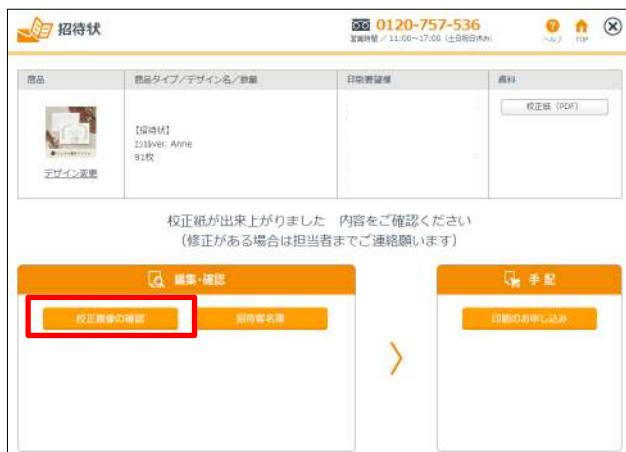 招待状
0120-757-536
営業時間／11:00～17:00（土日祝日休み）
ヘルプ
TOP
商品
商品タイプ／デザイン名／数量
印刷要望欄
資料
【招待状】
Anne
91枚
校正紙（PDF）
デザイン変更
校正紙が出来上がりました　内容をご確認ください
（修正がある場合は担当者までご連絡願います）
編集・確認
手配
校正画像の確認
招待客名簿
印刷のお申し込み